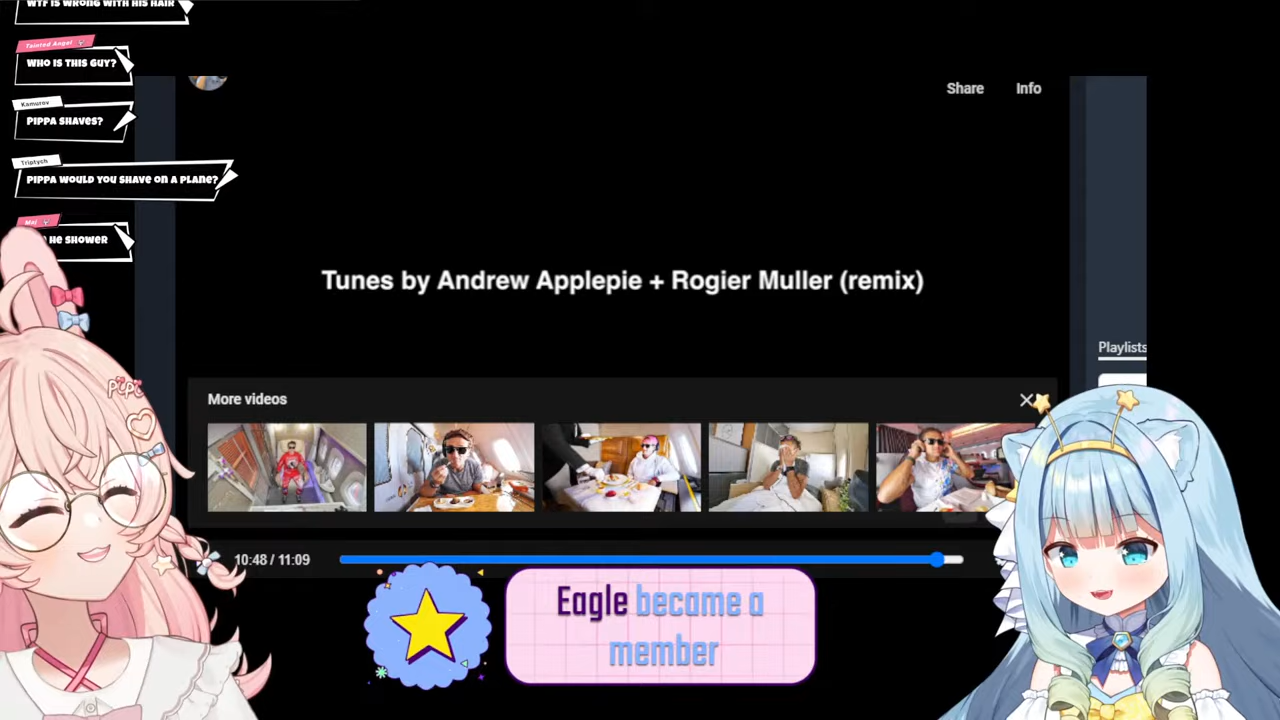 WTF IS WRONG WITH HIS HAIR
Tainted Angel
WHO IS THIS GUY?
Kamurov
PIPPA SHAVES?
Triptych
PIPPA WOULD YOU SHAVE ON A PLANE?
HE SHOWER
Share
Info
Tunes by Andrew Applepie + Rogier Muller (remix)
Playlists
More videos
10:48 / 11:09
Pipi
Eagle became a
member